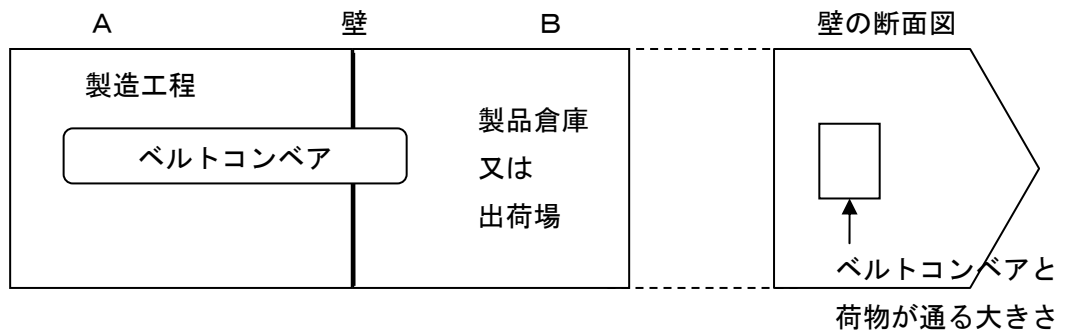 A
壁
B
壁の断面図
製造工程
ベルトコンベア
製品倉庫
又は
出荷場
ベルトコンベアと
荷物が通る大きさ